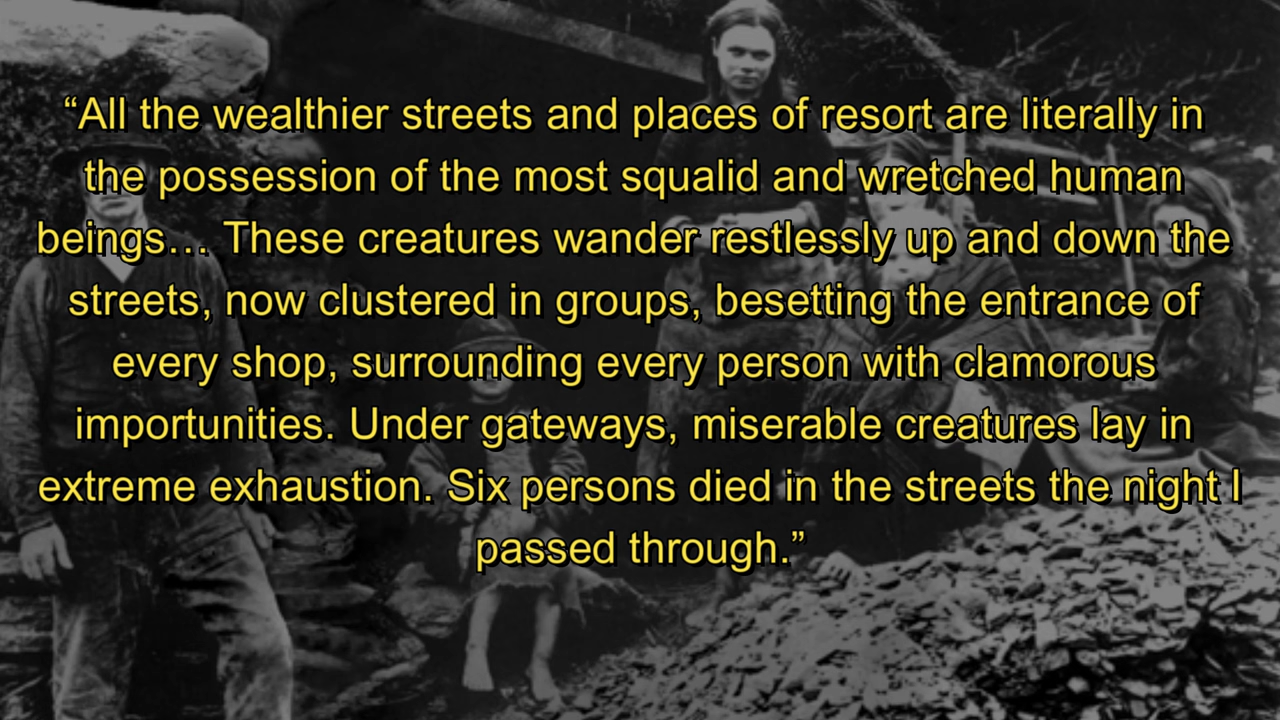 “All the wealthier streets and places of resort are literally in
the possession of the most squalid and wretched human
beings… These creatures wander restlessly up and down the
streets, now clustered in groups, besetting the entrance of
every shop, surrounding every person with clamorous
importunities. Under gateways, miserable creatures lay in
extreme exhaustion. Six persons died in the streets the night I
passed through.”